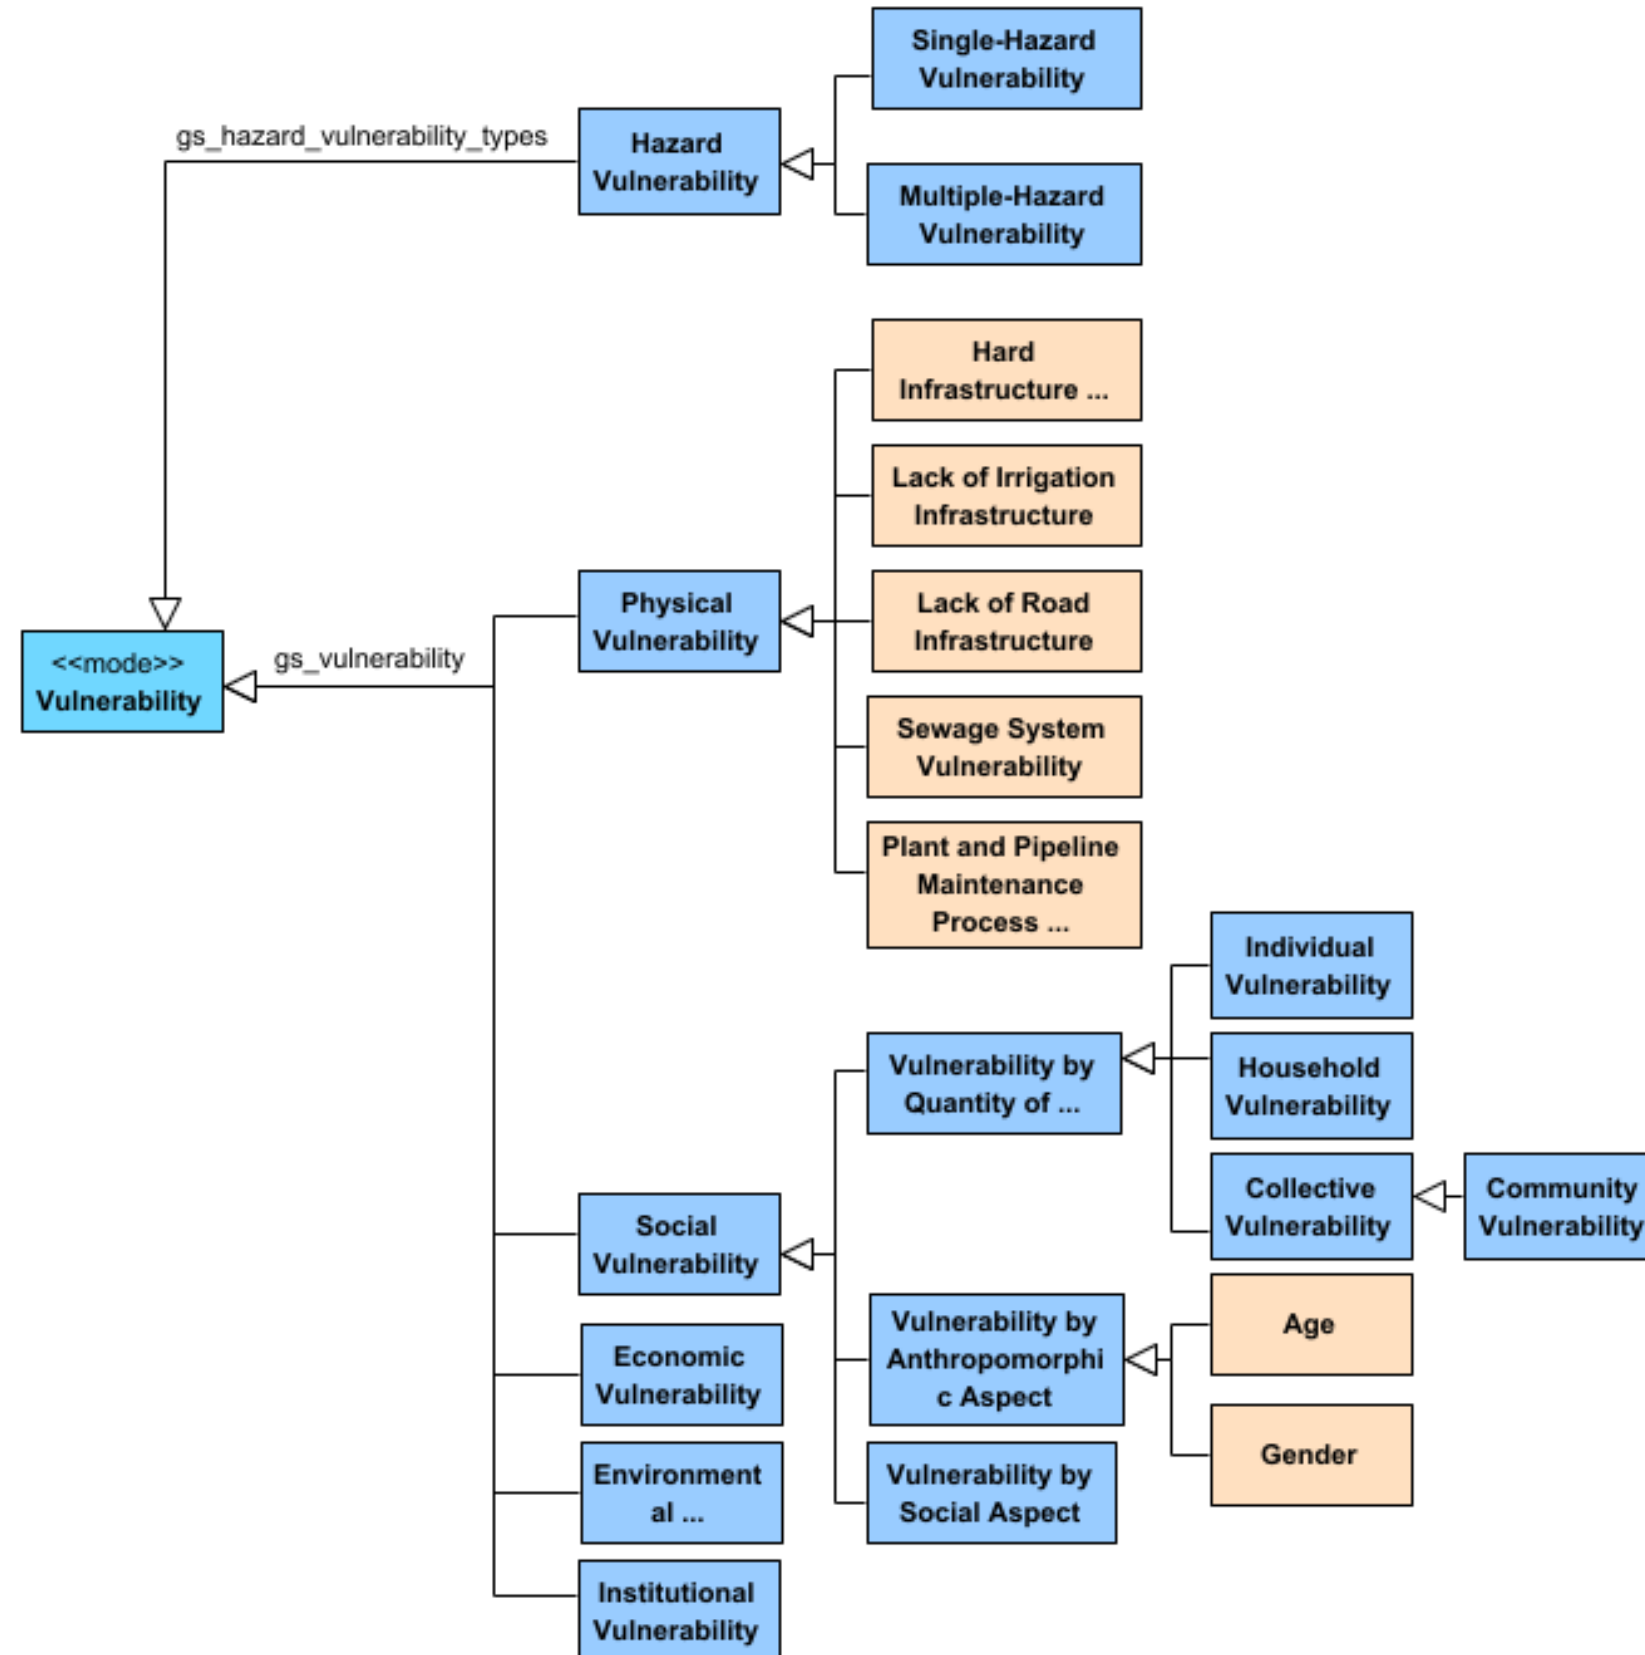 Single-Hazard
Vulnerability
gs_hazard_vulnerability_types
Hazard
Vulnerability
Multiple-Hazard
Vulnerability
Hard
Infrastructure ...
Lack of Irrigation
Infrastructure
Physical
Vulnerability
Lack of Road
Infrastructure
<<mode>>
Vulnerability
gs_vulnerability
Sewage System
Vulnerability
Plant and Pipeline
Maintenance
Process ...
Individual
Vulnerability
Vulnerability by
Quantity of ...
Household
Vulnerability
Collective
Vulnerability
Community
Vulnerability
Social
Vulnerability
Vulnerability by
Anthropomorphi
c Aspect
Age
Economic
Vulnerability
Gender
Environment
al ...
Vulnerability by
Social Aspect
Institutional
Vulnerability